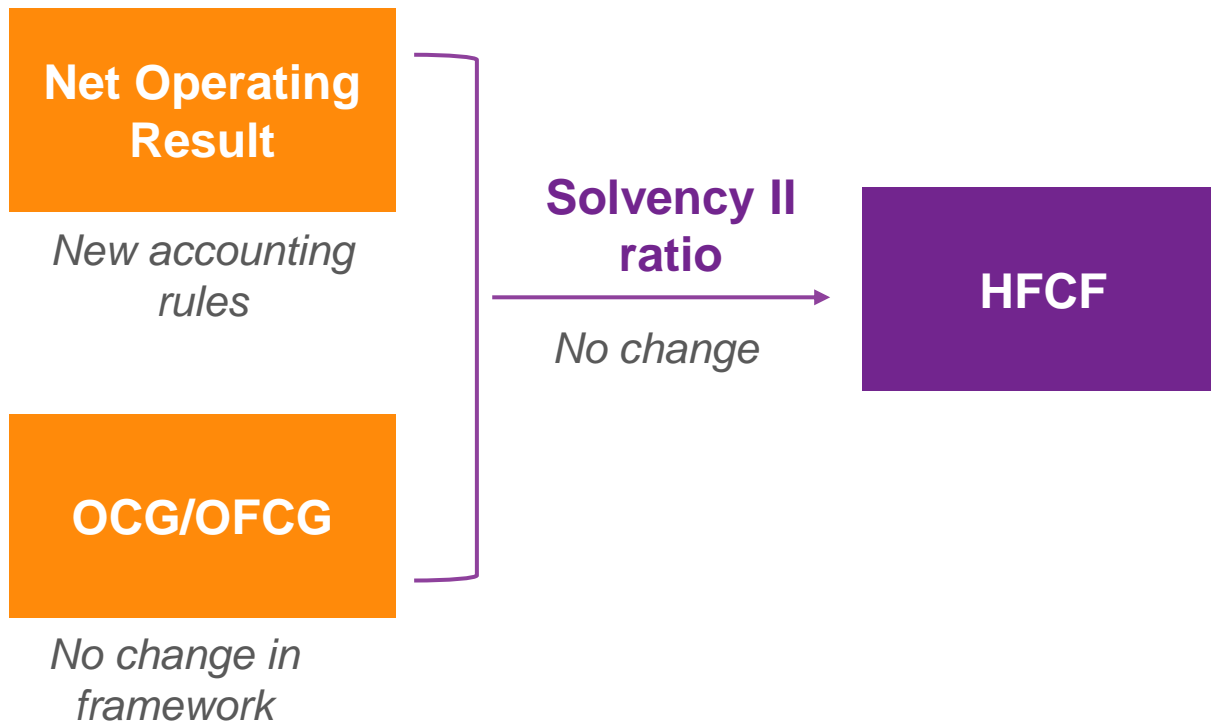 Net Operating
Result
New accounting
rules
OCG/OFCG
No change in
framework
Solvency II
ratio
No change
HFCF